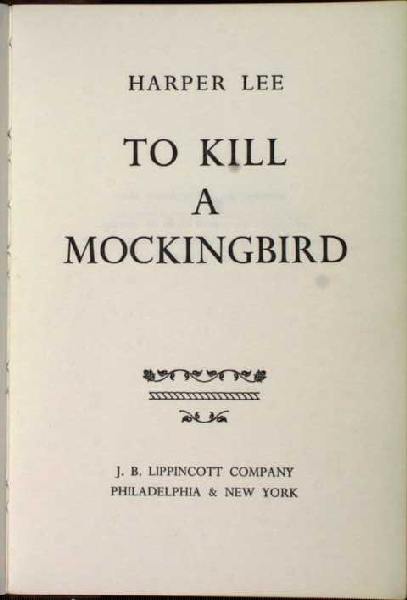 HARPER LEE
TO KILL
A
MOCKINGBIRD
J. B. LIPPINCOTT COMPANY
PHILADELPHIA & NEW YORK